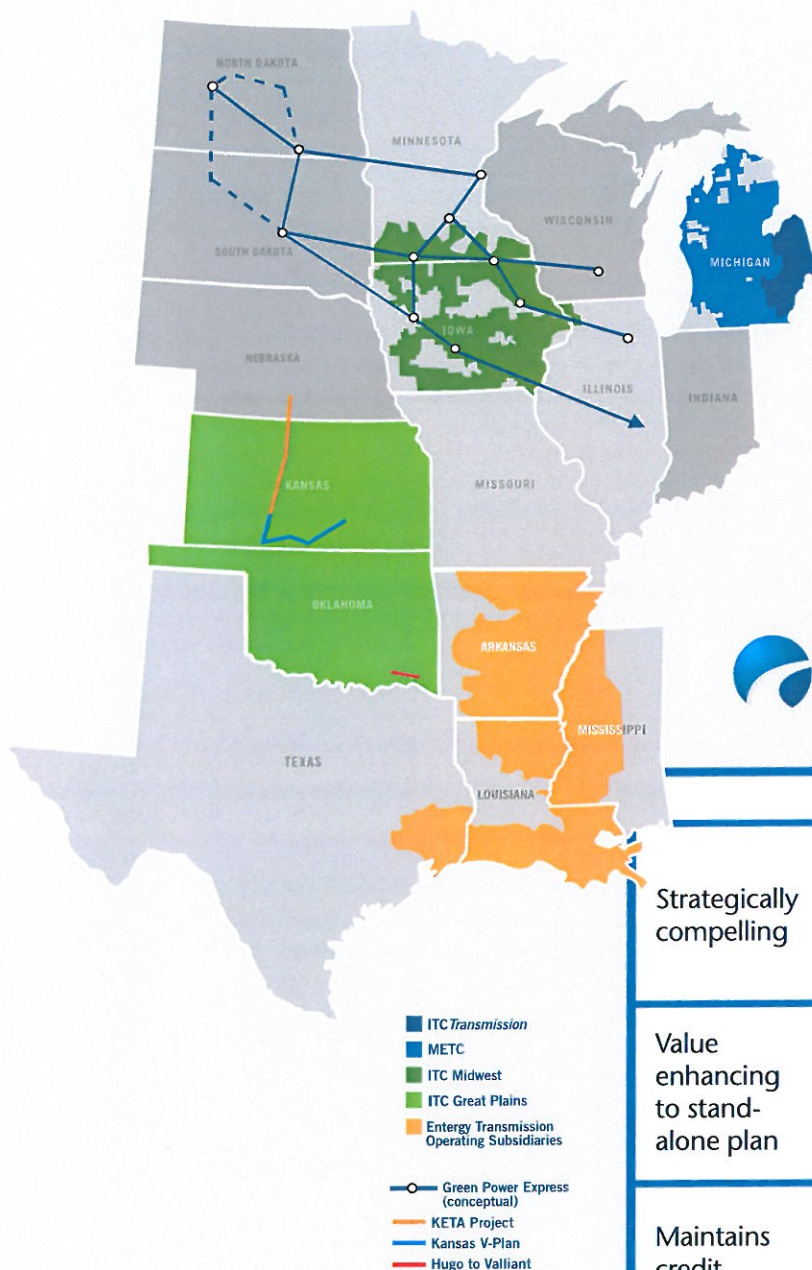 NORTH DAKOTA
MINNESOTA
WISCONSIN
SOUTH DAKOTA
MICHIGAN
IOWA
NEBRASKA
ILLINOIS
INDIANA
KANSAS
MISSOURI
OKLAHOMA
ARKANSAS
MISSISSIPPI
TEXAS
LOUISIANA
Strategically
compelling
Value
enhancing
to stand-
alone plan
Maintains
credit
ITCTransmission
METC
ITC Midwest
ITC Great Plains
Entergy Transmission
Operating Subsidiaries
Green Power Express
(conceptual)
KETA Project
Kansas V-Plan
Hugo to Valliant